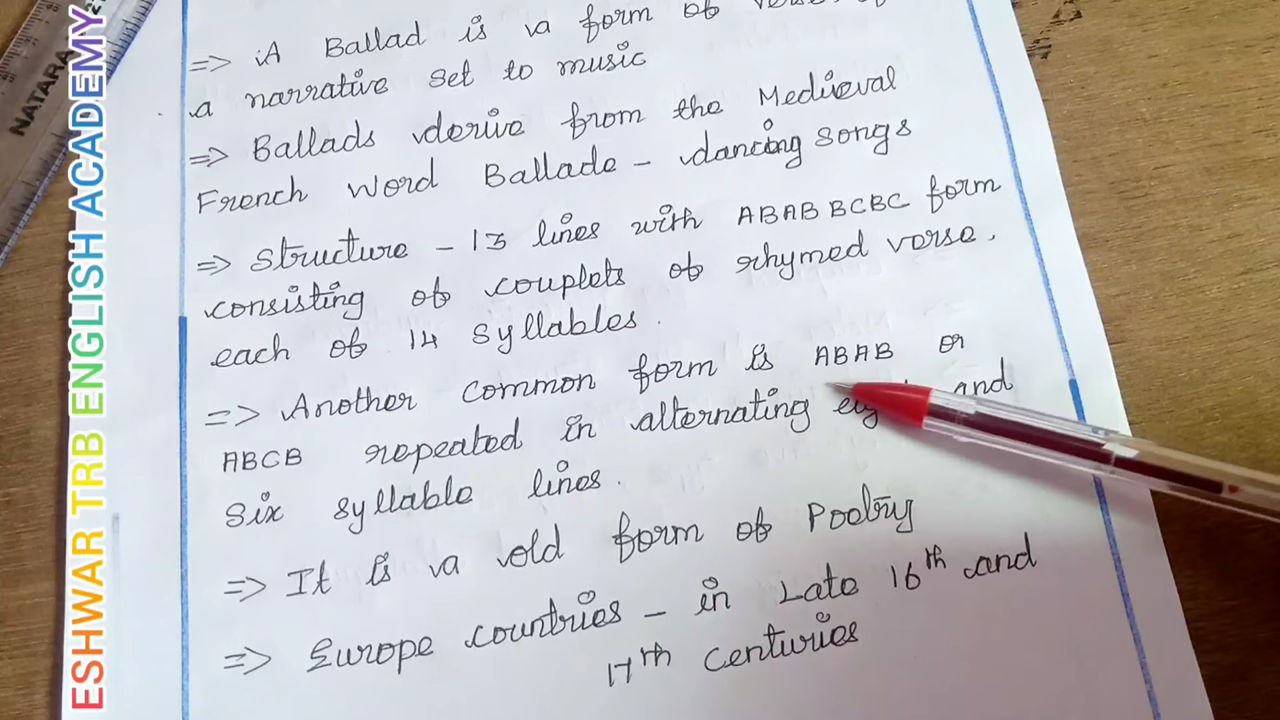 => A Ballad is a form of verse, of
a narrative set to music
=> Ballads derive from the Medieval
French Word Ballade - dancing songs
=> Structure - 13 lines with ABAB BCBC form
consisting of couplets of rhymed verse,
each of 14 syllables.
=> Another common form is ABAB or
ABCB repeated in alternating and
Six syllable lines.
=> It is a old form of Poetry
=> Europe countries - in Late 16th and
17th centuries
ESHWAR TRB ENGLISH ACADEMY
NATARA